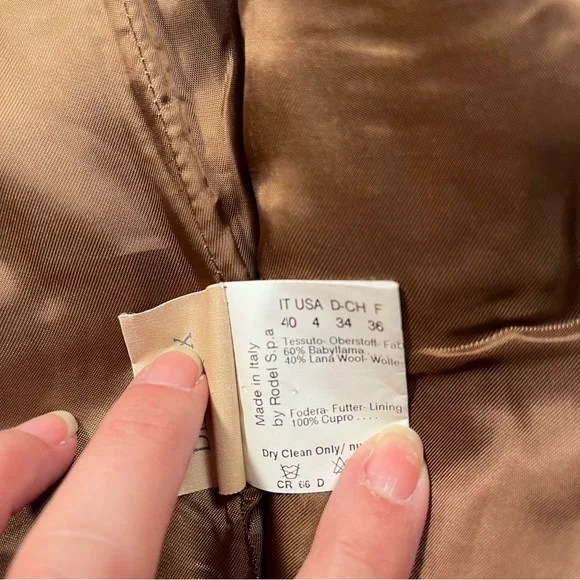 IT USA D-CH F
40 4 34 36
Tessuto- Oberstoff- Fab
60% Babyllama
40% Lana Wool- Wolle
Fodera- Futter- Lining
100% Cupro . . . .
Dry Clean Only/
CR 66 D
Made in Italy
by Rodel S.p.a